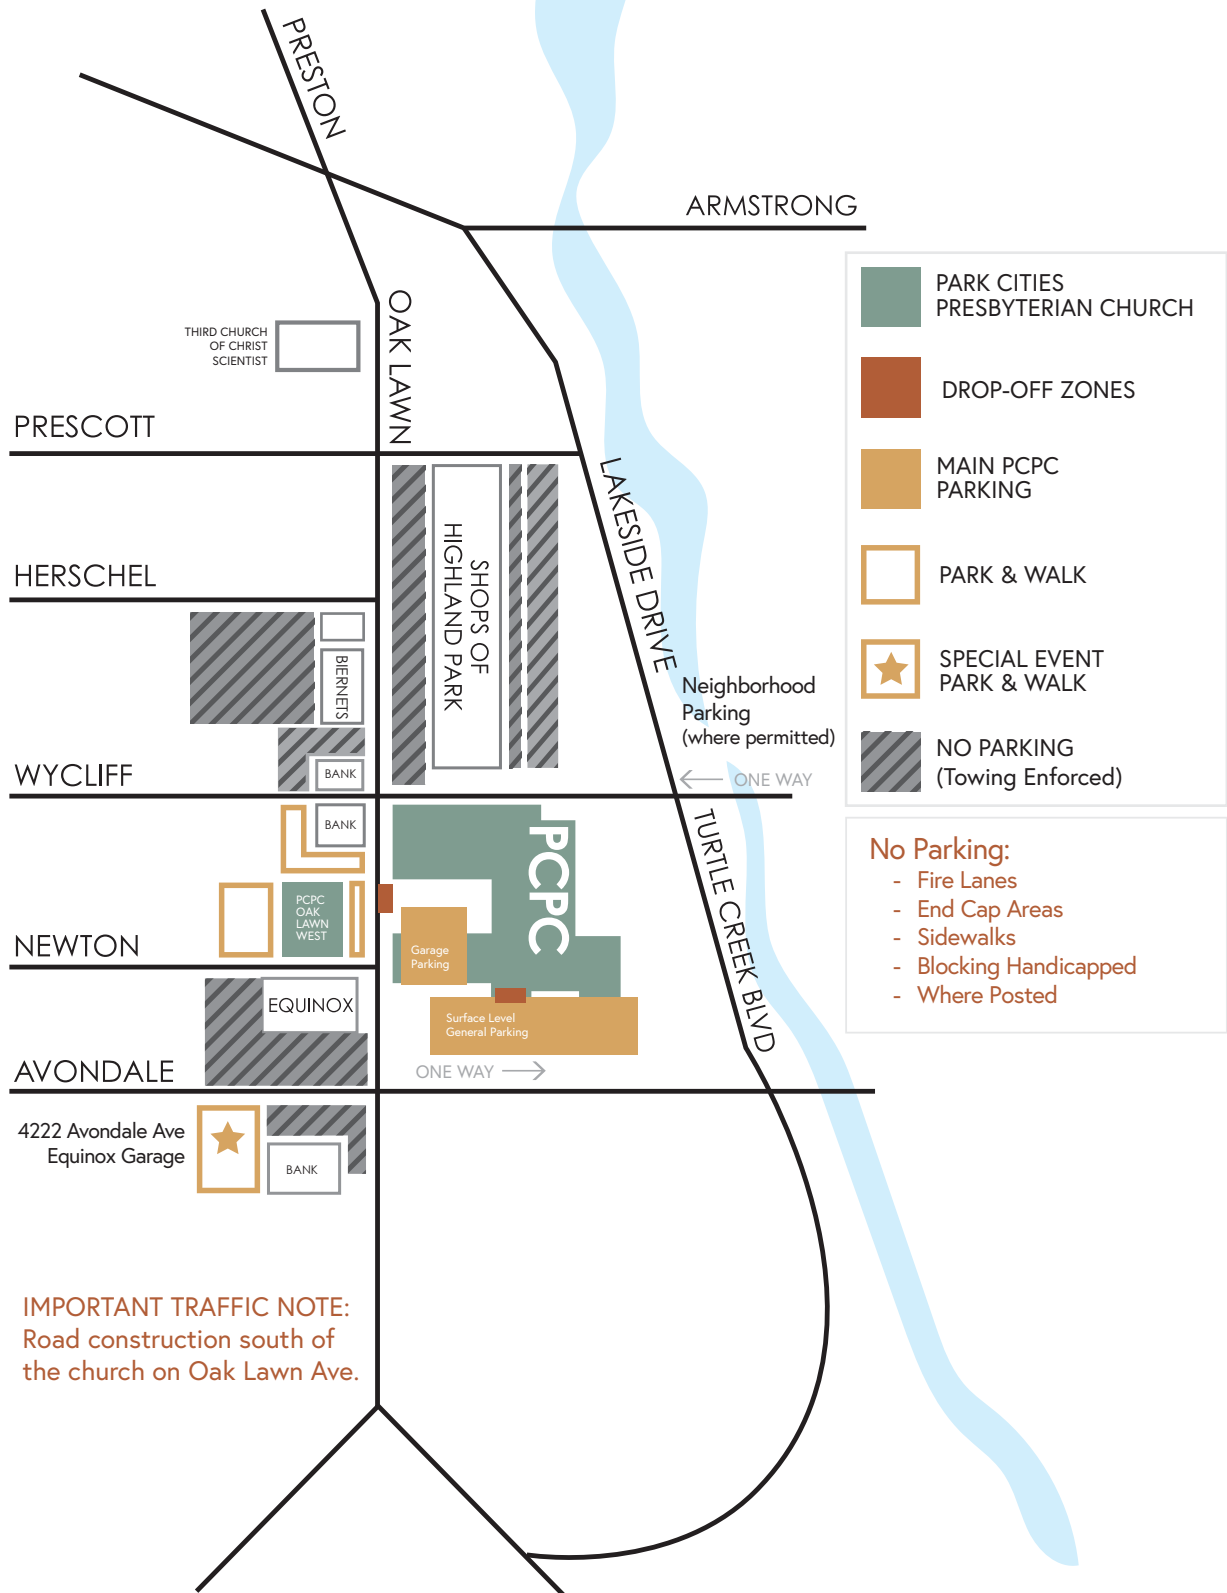 PRESTON
ARMSTRONG
OAK LAWN
THIRD CHURCH
OF CHRIST
SCIENTIST
PRESCOTT
LAKESIDE DRIVE
HERSCHEL
SHOPS OF
HIGHLAND PARK
BIERNETS
Neighborhood
Parking
(where permitted)
WYCLIFF
BANK
ONE WAY
BANK
TURTLE CREEK BLVD
PCPC
PCPC
OAK
LAWN
WEST
NEWTON
Garage
Parking
EQUINOX
Surface Level
General Parking
AVONDALE
ONE WAY
4222 Avondale Ave
Equinox Garage
BANK
IMPORTANT TRAFFIC NOTE:
Road construction south of
the church on Oak Lawn Ave.
PARK CITIES
PRESBYTERIAN CHURCH
DROP-OFF ZONES
MAIN PCPC
PARKING
PARK & WALK
SPECIAL EVENT
PARK & WALK
NO PARKING
(Towing Enforced)
No Parking:
- Fire Lanes
- End Cap Areas
- Sidewalks
- Blocking Handicapped
- Where Posted